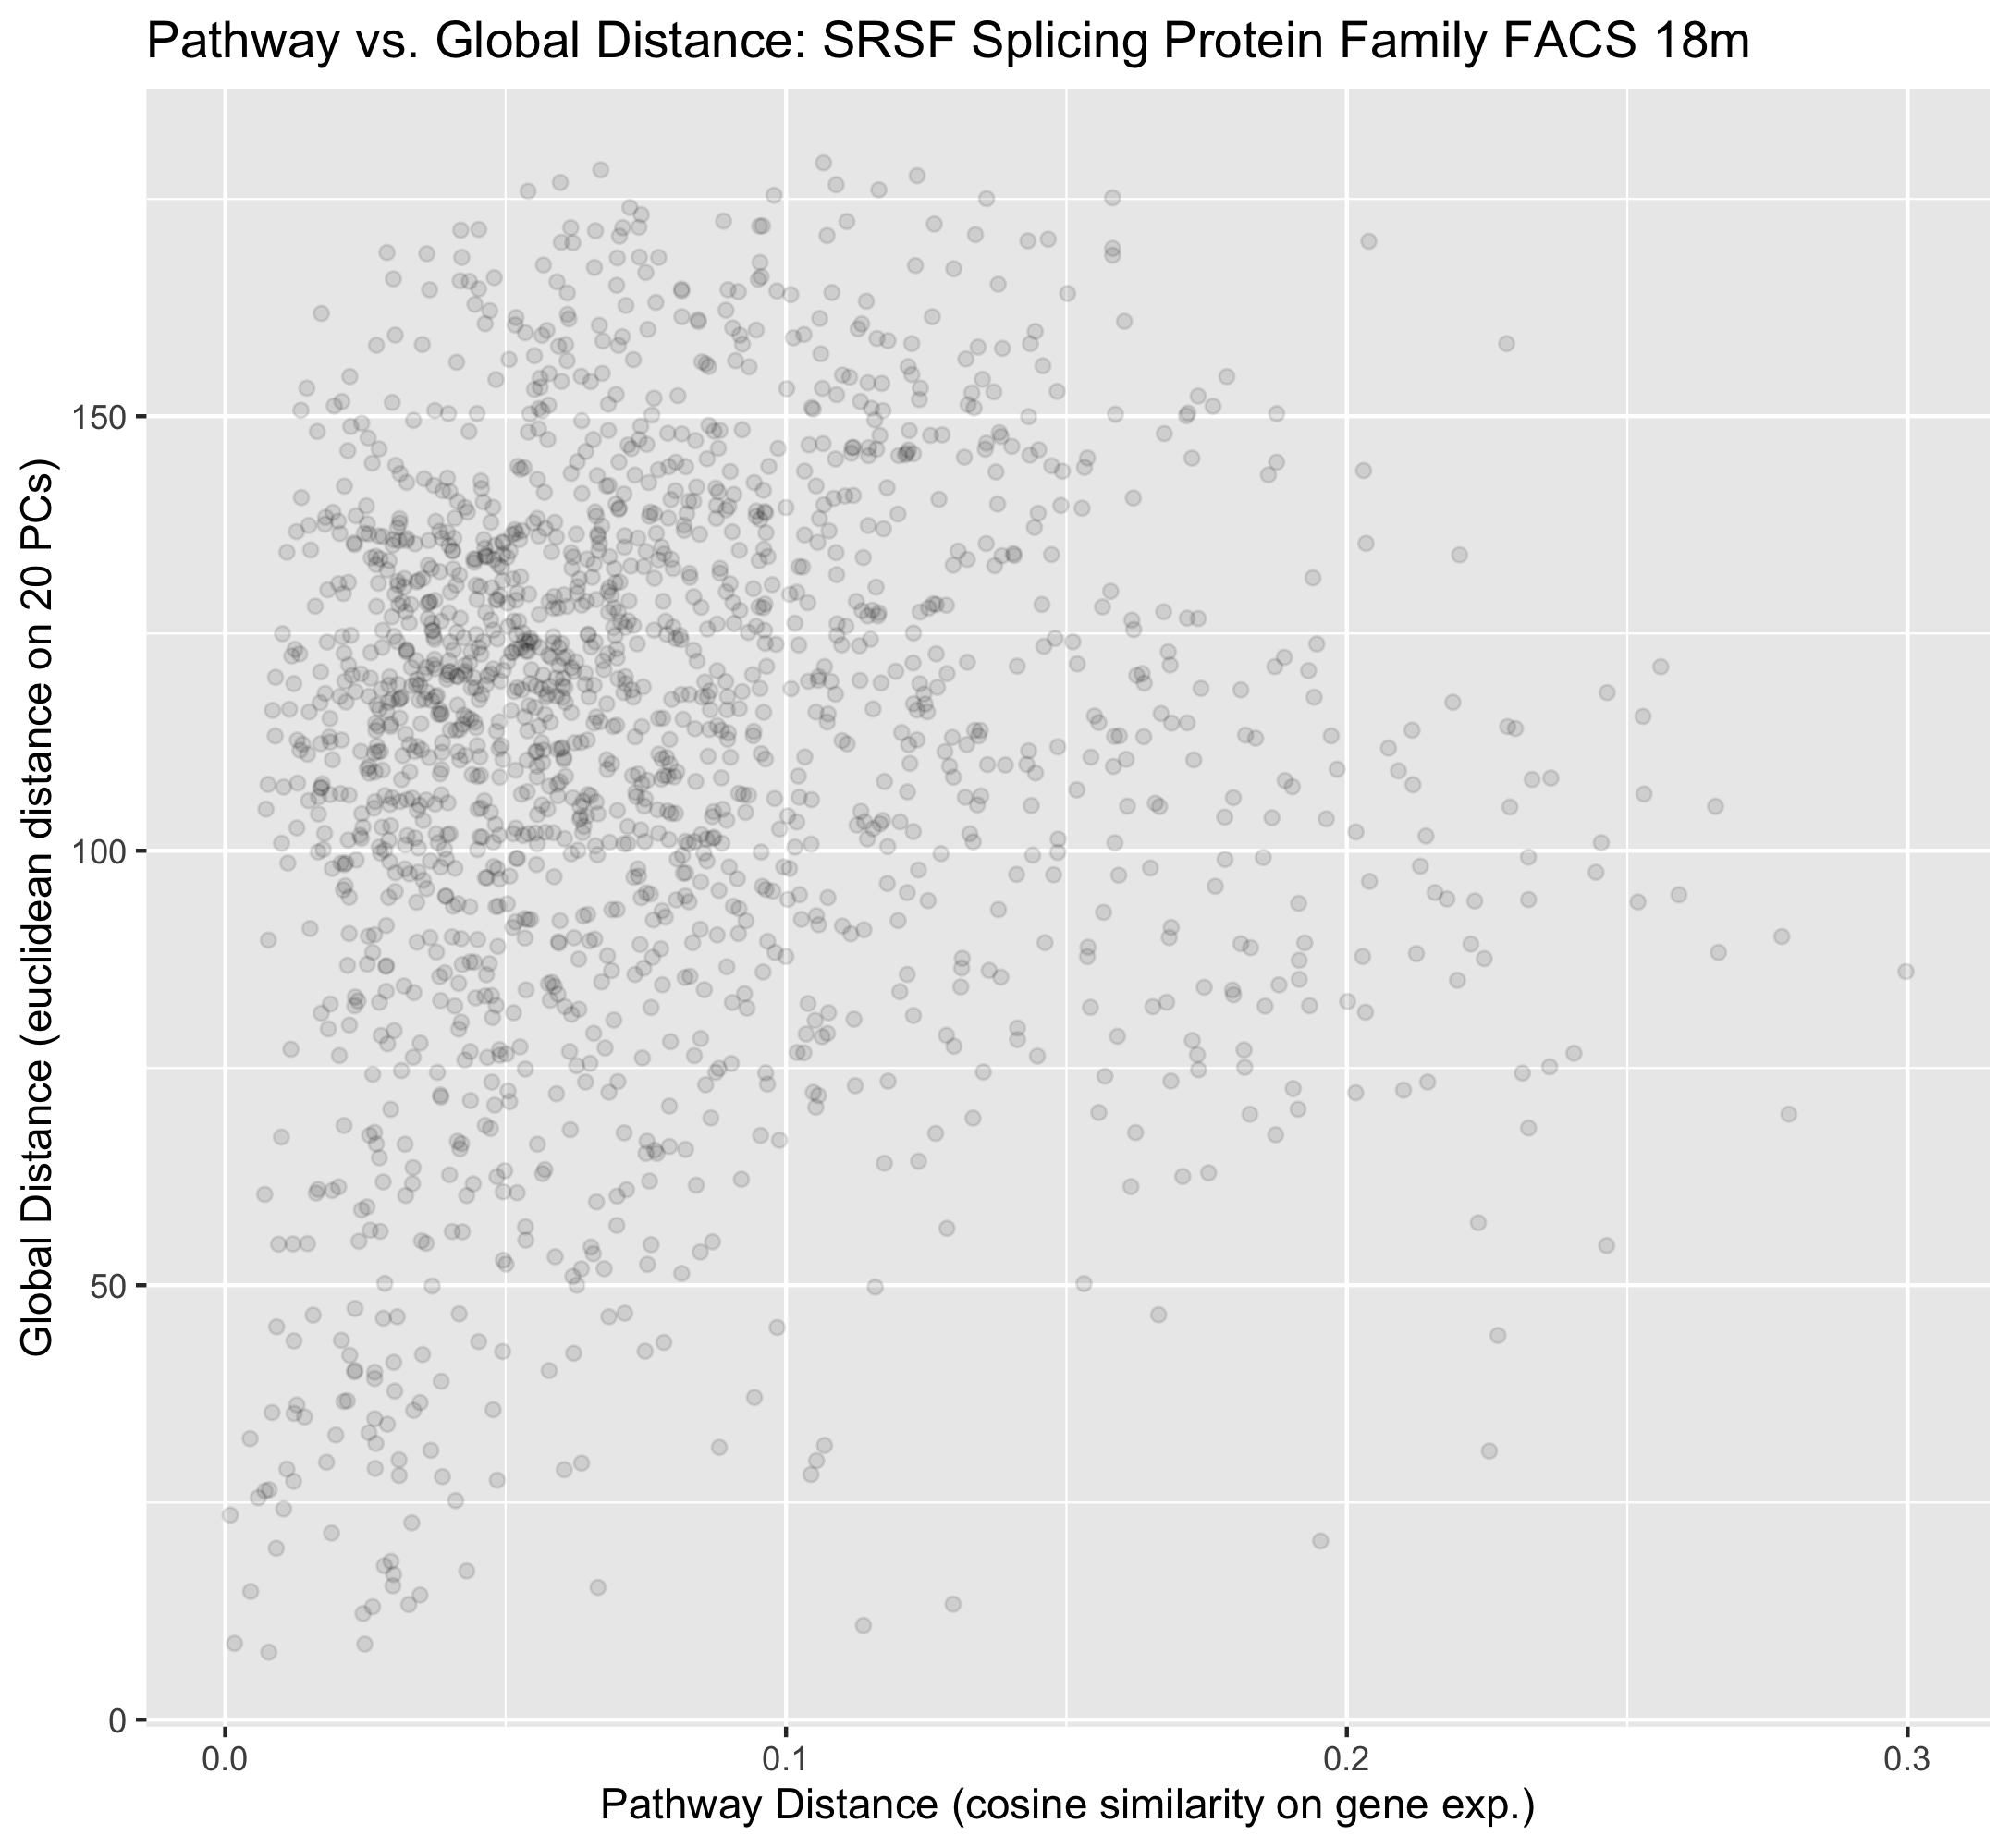 Pathway vs. Global Distance: SRSF Splicing Protein Family FACS 18m
Global Distance (euclidean distance on 20 PCs)
150
100
50
0
0.0
0.1
0.2
0.3
Pathway Distance (cosine similarity on gene exp.)